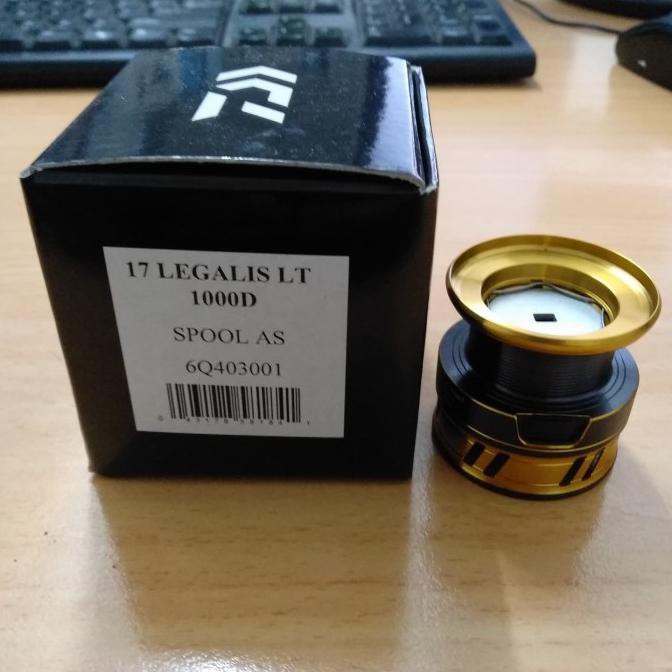 17 LEGALIS LT
1000D
SPOOL AS
6Q403001